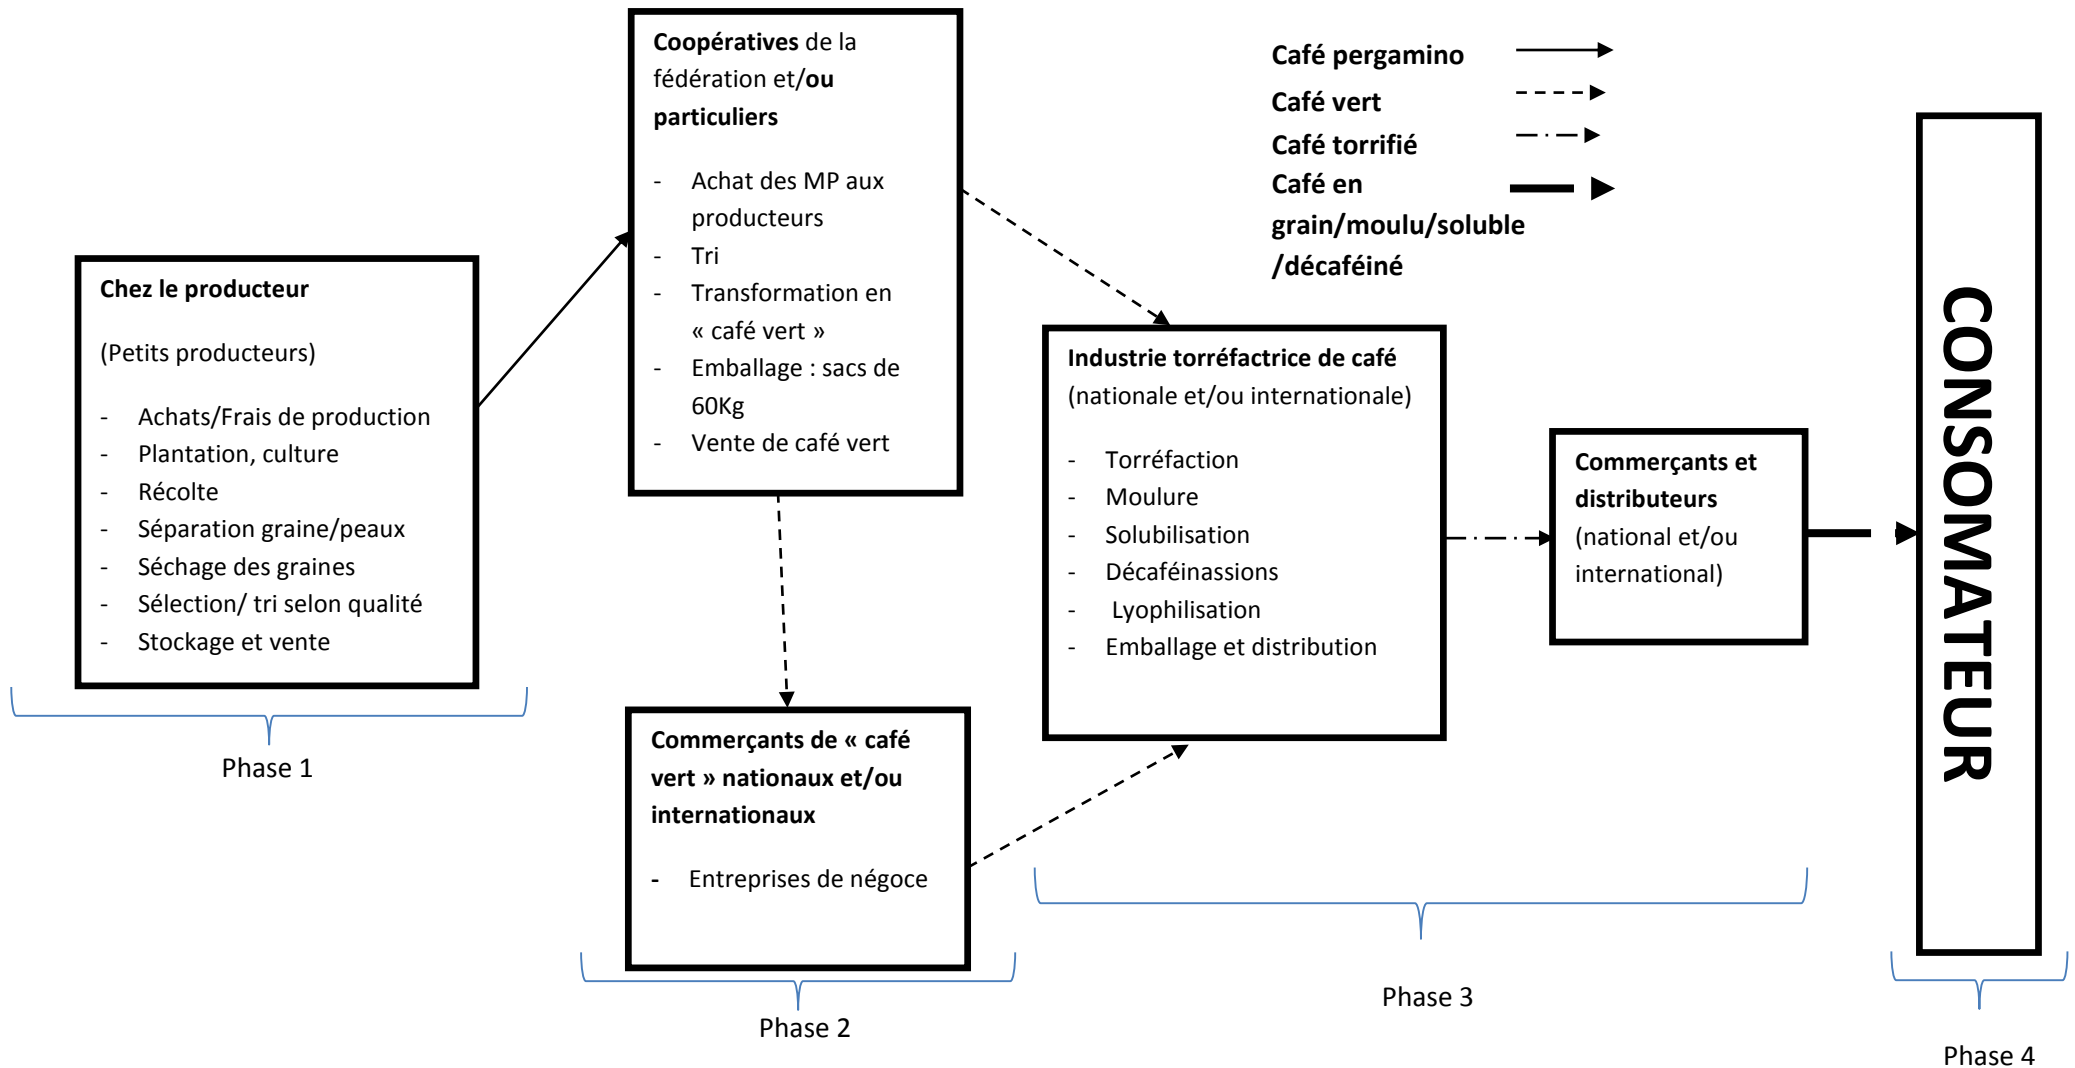 Coopératives de la
fédération et/ou
particuliers
- Achat des MP aux
producteurs
- Tri
- Transformation en
« café vert »
- Emballage : sacs de
60Kg
- Vente de café vert
Café pergamino
Café vert
Café torrifié
Café en
grain/moulu/soluble
/décaféiné
Chez le producteur
(Petits producteurs)
- Achats/Frais de production
- Plantation, culture
- Récolte
- Séparation graine/peaux
- Séchage des graines
- Sélection/ tri selon qualité
- Stockage et vente
Phase 1
Commerçants de « café
vert » nationaux et/ou
internationaux
- Entreprises de négoce
Phase 2
Industrie torréfactrice de café
(nationale et/ou internationale)
- Torréfaction
- Moulure
- Solubilisation
- Décaféinassions
- Lyophilisation
- Emballage et distribution
Commerçants et
distributeurs
(national et/ou
international)
Phase 3
CONSOMATEUR
Phase 4